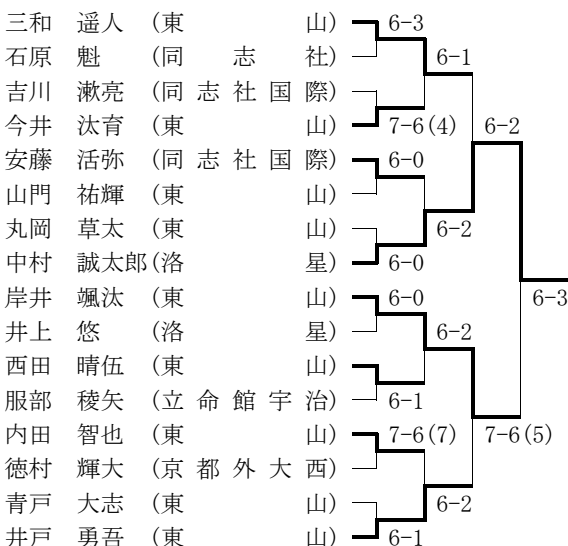 三和 遥人 (東 山) 6-3
石原 魁 (同 志 社) 6-1
吉川 漱亮 (同 志 社 国 際)
今井 汰育 (東 山) 7-6(4) 6-2
安藤 活弥 (同 志 社 国 際) 6-0
山門 祐輝 (東 山)
丸岡 草太 (東 山) 6-2
中村 誠太郎(洛 星) 6-0
岸井 颯汰 (東 山) 6-0 6-3
井上 悠 (洛 星) 6-2
西田 晴伍 (東 山)
服部 稜矢 (立 命 館 宇 治) 6-1
内田 智也 (東 山) 7-6(7) 7-6(5)
徳村 輝大 (京 都 外 大 西)
青戸 大志 (東 山) 6-2
井戸 勇吾 (東 山) 6-1